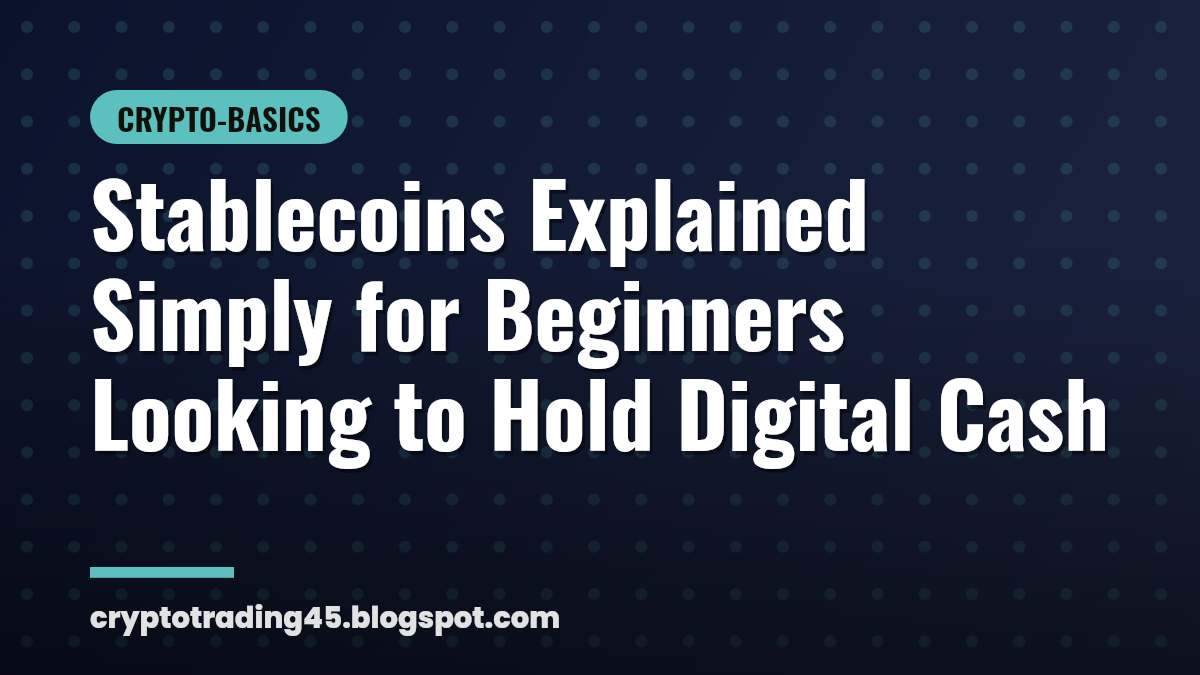 CRYPTO-BASICS
Stablecoins Explained
Simply for Beginners
Looking to Hold Digital Cash
cryptotrading45.blogspot.com